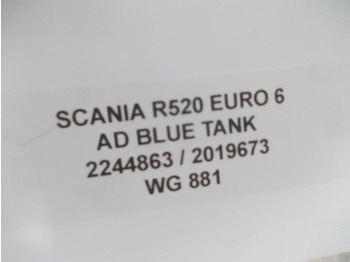 SCANIA R520 EURO 6
AD BLUE TANK
2244863 / 2019673
WG 881